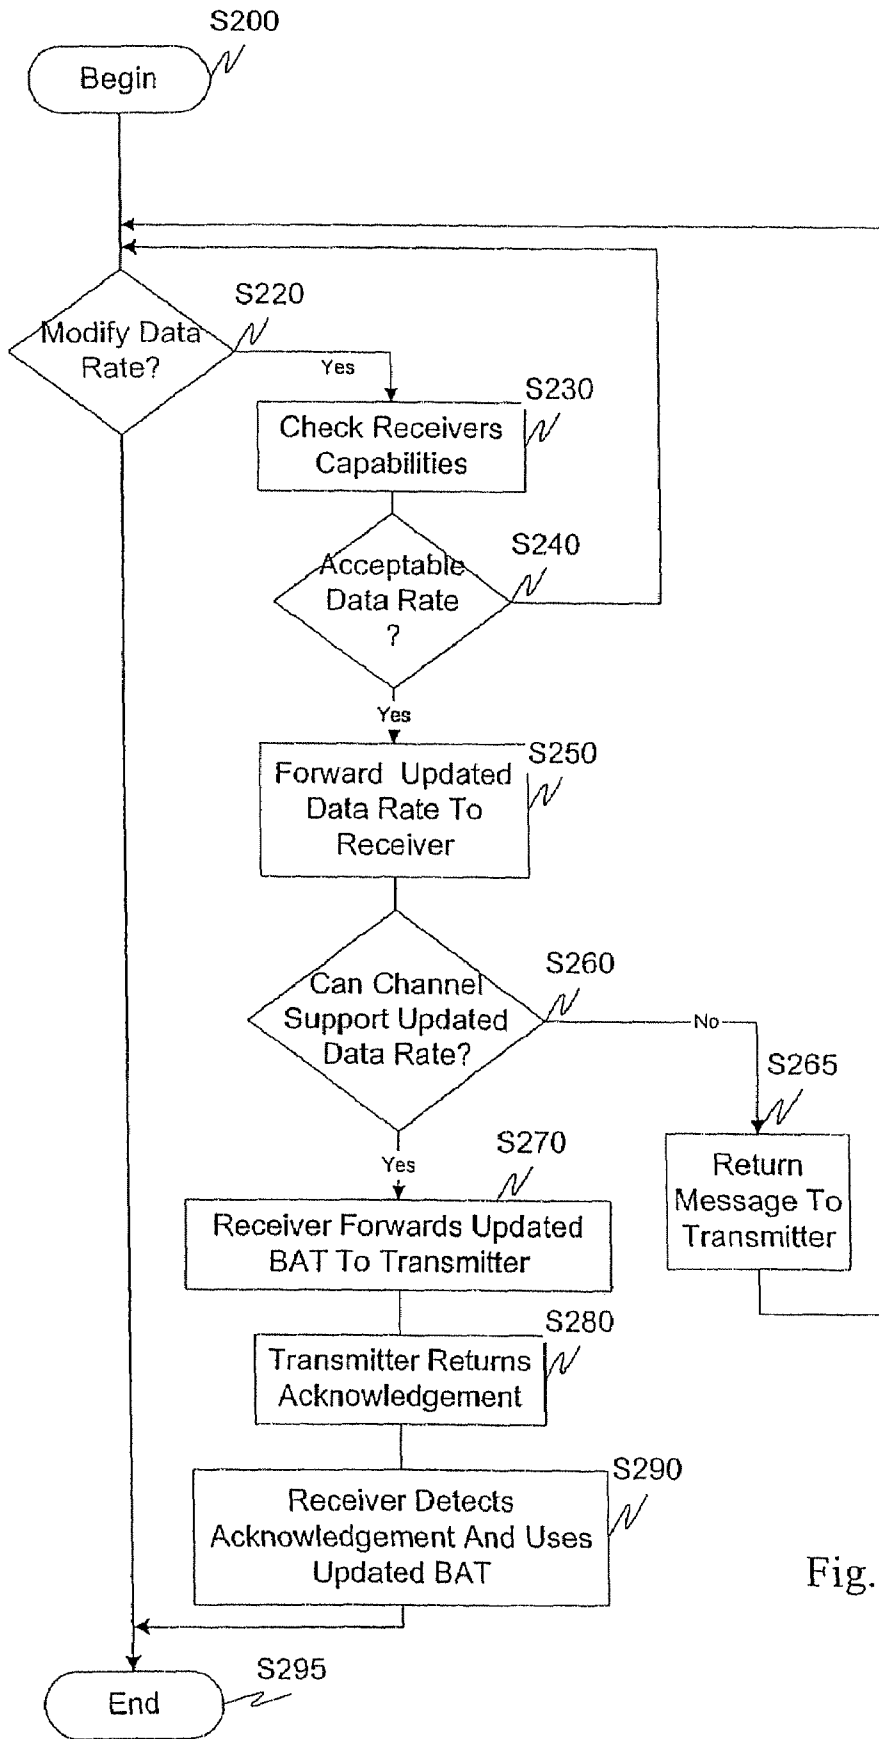 S200
Begin
S220
Modify Data
Rate?
Yes
S230
Check Receivers
Capabilities
S240
Acceptable
Data Rate
?
Yes
S250
Forward Updated
Data Rate To
Receiver
S260
Can Channel
Support Updated
Data Rate?
No
S265
Return
Message To
Transmitter
Yes
S270
Receiver Forwards Updated
BAT To Transmitter
S280
Transmitter Returns
Acknowledgement
S290
Receiver Detects
Acknowledgement And Uses
Updated BAT
Fig.
S295
End